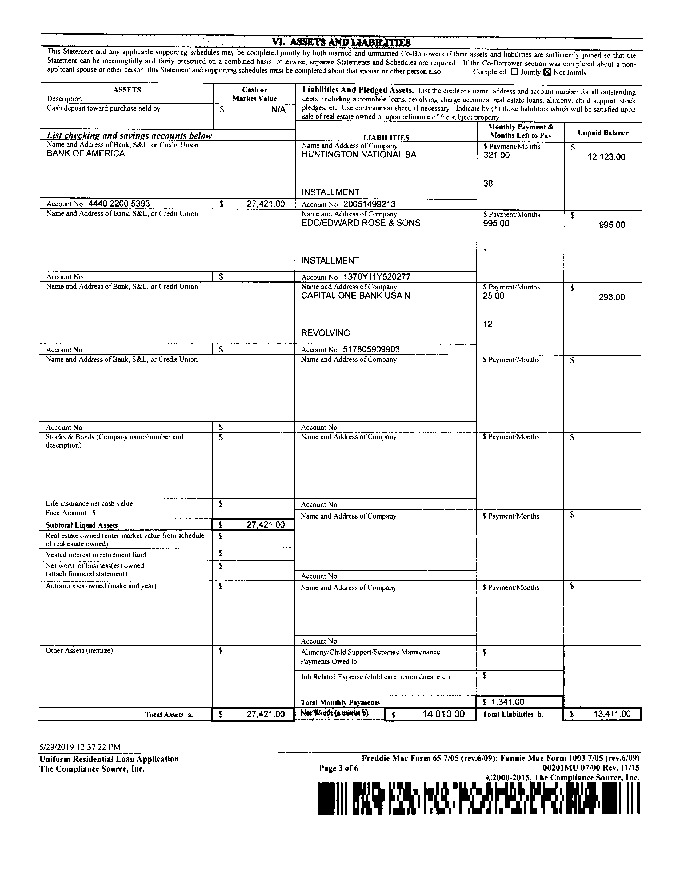 VI. ASSETS AND LIABILITIES
This Statement and any applicable supporting schedules may be completed jointly by both married and unmarried Co-Borrowers if their assets and liabilities are sufficiently joined so that the
Statement can be meaningfully and fairly presented on a combined basis; otherwise, separate Statements and Schedules are required. If the Co-Borrower section was completed about a non-
applicant spouse or other person, this Statement and supporting schedules must be completed about that spouse or other person also.
Completed Jointly Not Jointly
ASSETS
Description
Cash or
Market Value
Cash deposit toward purchase held by
$ N/A
Liabilities And Pledged Assets. List the creditor's name, address and account number for all outstanding
debts, including automobile loans, revolving charge accounts, real estate loans, alimony, child support, stock
pledges, etc. Use continuation sheet, if necessary. Indicate by (*) those liabilities which will be satisfied upon
sale of real estate owned or upon refinance of the subject property.
LIABILITIES
Monthly Payment &
Months Left to Pay
Unpaid Balance
List checking and savings accounts below
Name and Address of Bank, S&L, or Credit Union
BANK OF AMERICA
Account No. 4440 2200 5393 $ 27,421.00
Name and Address of Company
HUNTINGTON NATIONAL BA
INSTALLMENT
Account No. 20051499213
$ Payment/Months
321.00
38
$
12,123.00
Name and Address of Bank, S&L, or Credit Union
Account No. $
Name and Address of Company
EDC/EDWARD ROSE & SONS
INSTALLMENT
Account No. 1370Y11Y520277
$ Payment/Months
995.00
$
995.00
Name and Address of Bank, S&L, or Credit Union
Account No. $
Name and Address of Company
CAPITAL ONE BANK USA N
REVOLVING
Account No. 517805909903
$ Payment/Months
25.00
12
$
293.00
Name and Address of Bank, S&L, or Credit Union
Account No. $
Name and Address of Company
Account No.
$ Payment/Months
$
Stocks & Bonds (Company name/number and
description)
$
Name and Address of Company
Account No.
$ Payment/Months
$
Life insurance net cash value
Face Amount: $
$
Subtotal Liquid Assets $ 27,421.00
Real estate owned (enter market value from schedule
of real estate owned)
$
Vested interest in retirement fund $
Net worth of business(es) owned
(attach financial statement)
$
Name and Address of Company
Account No.
$ Payment/Months
$
Automobiles owned (make and year) $
Name and Address of Company
Account No.
$ Payment/Months
$
Other Assets (itemize) $
Alimony/Child Support/Separate Maintenance
Payments Owed to:
$
Job Related Expense (child care, union dues, etc.)
$
Total Monthly Payments $ 1,341.00
Total Assets a. $ 27,421.00
Net Worth (a minus b) $ 14,010.00
Total Liabilities b. $ 13,411.00
5/29/2019 12:37:22 PM
Uniform Residential Loan Application
The Compliance Source, Inc.
Page 3 of 6
Freddie Mac Form 65 7/05 (rev.6/09); Fannie Mae Form 1003 7/05 (rev.6/09)
00201MU 07/00 Rev. 11/15
©2000-2015, The Compliance Source, Inc.